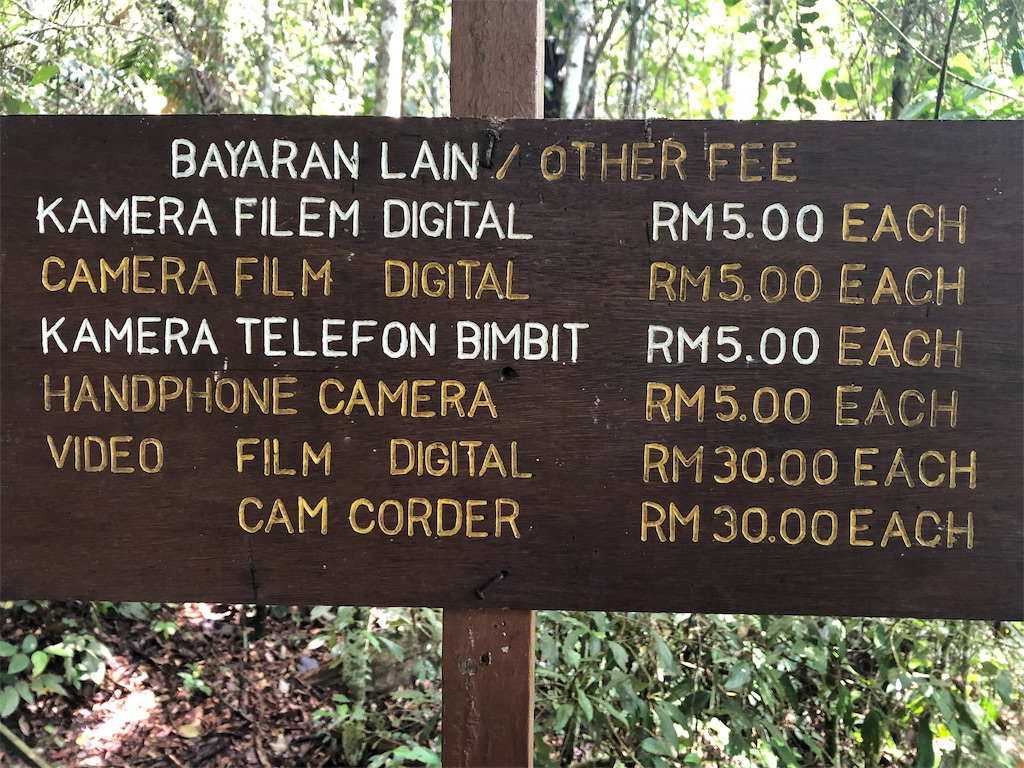 BAYARAN LAIN / OTHER FEE
KAMERA FILEM DIGITAL RM5.00 EACH
CAMERA FILM DIGITAL RM5.00 EACH
KAMERA TELEFON BIMBIT RM5.00 EACH
HANDPHONE CAMERA RM5.00 EACH
VIDEO FILM DIGITAL RM30.00 EACH
CAM CORDER RM30.00 EACH